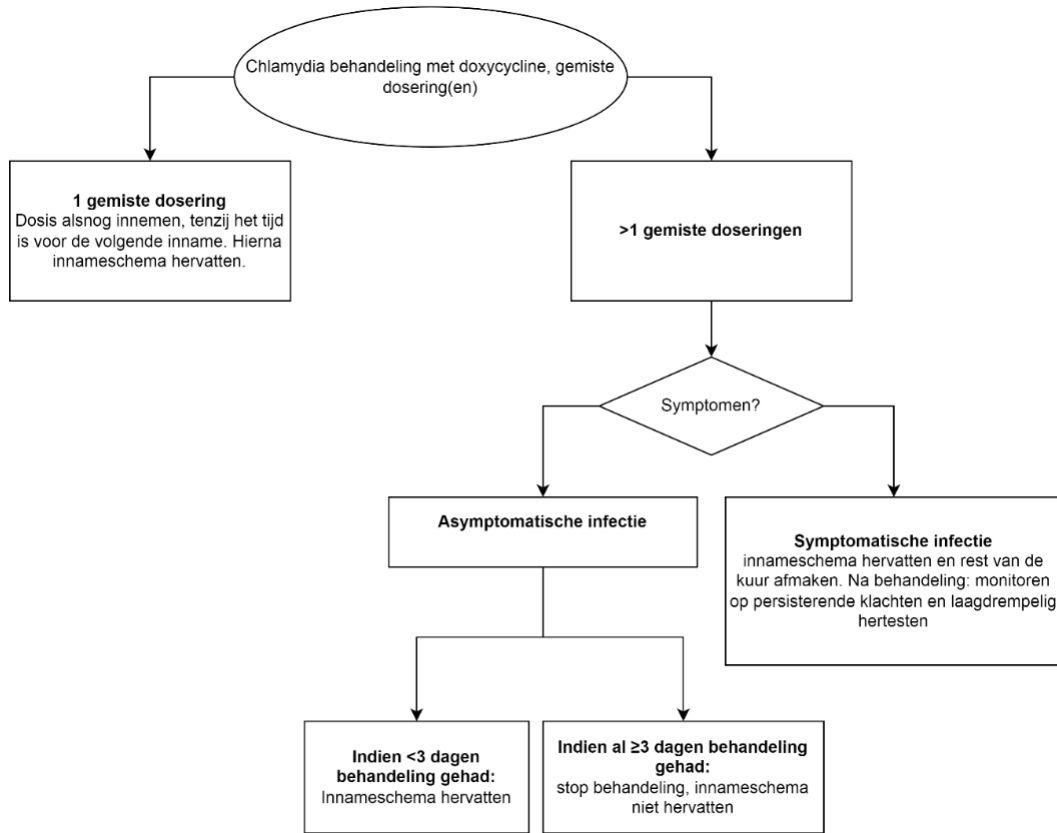 Chlamydia behandeling met doxycycline, gemiste
dosering(en)
1 gemiste dosering
Dosis alsnog innemen, tenzij het tijd
is voor de volgende inname. Hierna
innameschema hervatten.
>1 gemiste doseringen
Symptomen?
Asymptomatische infectie
Symptomatische infectie
innameschema hervatten en rest van de
kuur afmaken. Na behandeling: monitoren
op persisterende klachten en laagdrempelig
hertesten
Indien <3 dagen
behandeling gehad:
Innameschema hervatten
Indien al ≥3 dagen behandeling
gehad:
stop behandeling, innameschema
niet hervatten